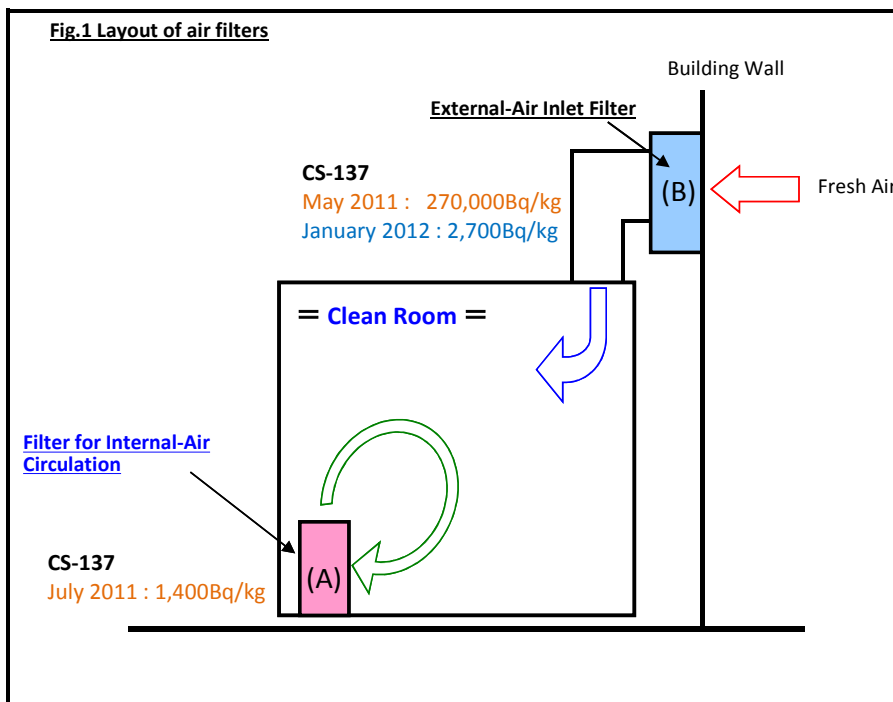 Fig.1 Layout of air filters
Building Wall
External-Air Inlet Filter
CS-137
May 2011 : 270,000Bq/kg
January 2012 : 2,700Bq/kg
(B)
Fresh Air
= Clean Room =
Filter for Internal-Air
Circulation
CS-137
July 2011 : 1,400Bq/kg
(A)